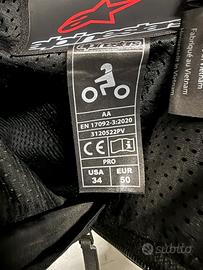 alpinestars
Fabriqué au Vietnam
AA
EN 17092-3:2020
3120522PV
CE
PRO
USA
34
EUR
50
subito